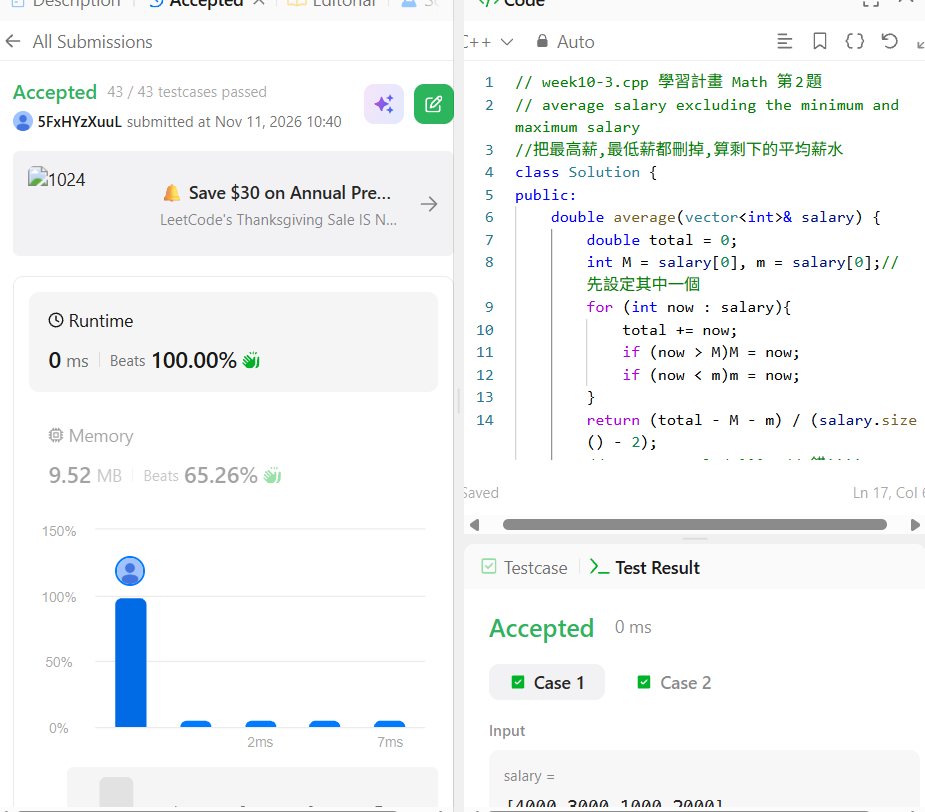 Description
Accepted
Editorial
All Submissions
Accepted 43 / 43 testcases passed
5FxHYzXuuL submitted at Nov 11, 2026 10:40
1024
Save $30 on Annual Pre...
LeetCode's Thanksgiving Sale IS N...
Runtime
0 ms Beats 100.00%
Memory
9.52 MB Beats 65.26%
150%
100%
50%
0%
2ms
7ms
Code
C++ Auto
1 // week10-3.cpp 學習計畫 Math 第2題
2 // average salary excluding the minimum and
maximum salary
3 //把最高薪,最低薪都刪掉,算剩下的平均薪水
4 class Solution {
5 public:
6 double average(vector<int>& salary) {
7 double total = 0;
8 int M = salary[0], m = salary[0];//
先設定其中一個
9 for (int now : salary){
10 total += now;
11 if (now > M)M = now;
12 if (now < m)m = now;
13 }
14 return (total - M - m) / (salary.size
() - 2);
Saved
Ln 17, Col
Testcase
Test Result
Accepted 0 ms
Case 1
Case 2
Input
salary =
[4000,3000,1000,2000]